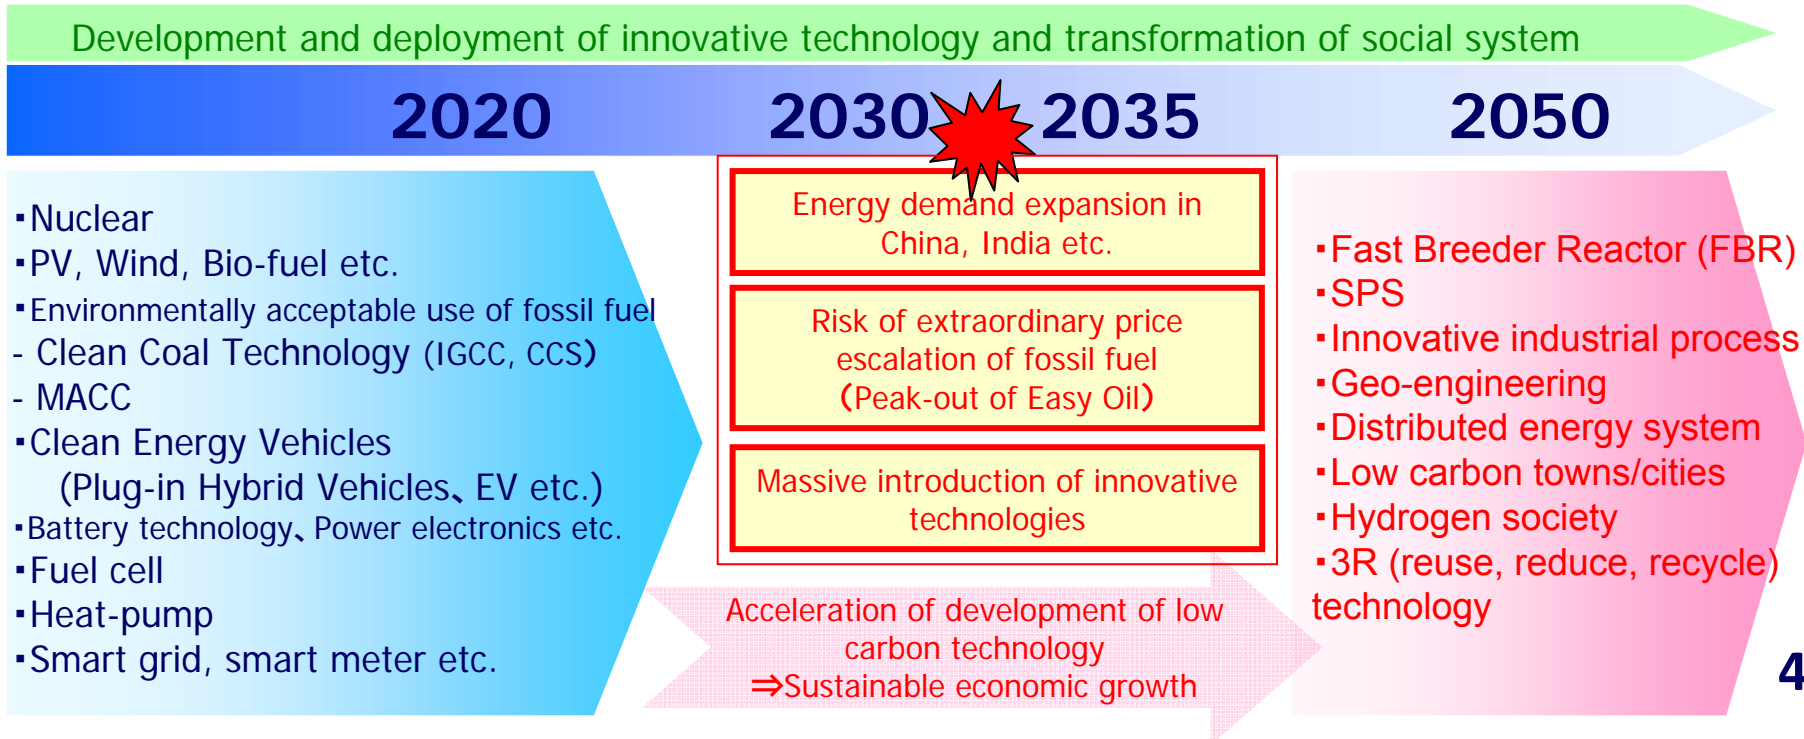 Development and deployment of innovative technology and transformation of social system
2020 2030 2035 2050
▪Nuclear
▪PV, Wind, Bio-fuel etc.
▪Environmentally acceptable use of fossil fuel
- Clean Coal Technology (IGCC, CCS)
- MACC
▪Clean Energy Vehicles
(Plug-in Hybrid Vehicles、EV etc.)
▪Battery technology、Power electronics etc.
▪Fuel cell
▪Heat-pump
▪Smart grid, smart meter etc.
Energy demand expansion in
China, India etc.
Risk of extraordinary price
escalation of fossil fuel
(Peak-out of Easy Oil)
Massive introduction of innovative
technologies
Acceleration of development of low
carbon technology
⇒Sustainable economic growth
▪Fast Breeder Reactor (FBR)
▪SPS
▪Innovative industrial process
▪Geo-engineering
▪Distributed energy system
▪Low carbon towns/cities
▪Hydrogen society
▪3R (reuse, reduce, recycle)
technology
4